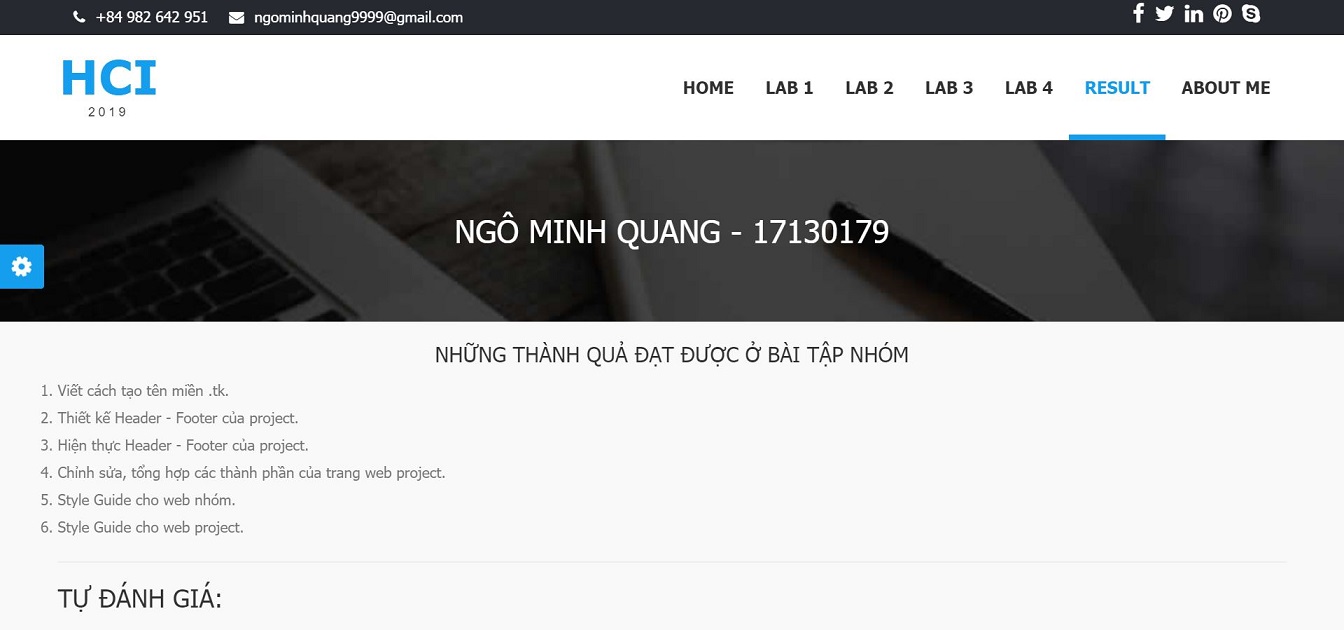 +84 982 642 951 ngominhquang9999@gmail.com
HCI
2019
HOME LAB 1 LAB 2 LAB 3 LAB 4 RESULT ABOUT ME
NGÔ MINH QUANG - 17130179
NHỮNG THÀNH QUẢ ĐẠT ĐƯỢC Ở BÀI TẬP NHÓM
1. Viết cách tạo tên miền .tk.
2. Thiết kế Header - Footer của project.
3. Hiện thực Header - Footer của project.
4. Chỉnh sửa, tổng hợp các thành phần của trang web project.
5. Style Guide cho web nhóm.
6. Style Guide cho web project.
TỰ ĐÁNH GIÁ: